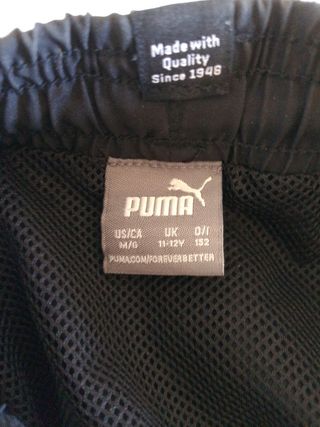 Made with
Quality
Since 1948
PUMA
US/CA UK D/I
M/G 11-12Y 152
PUMA.COM/FOREVERBETTER